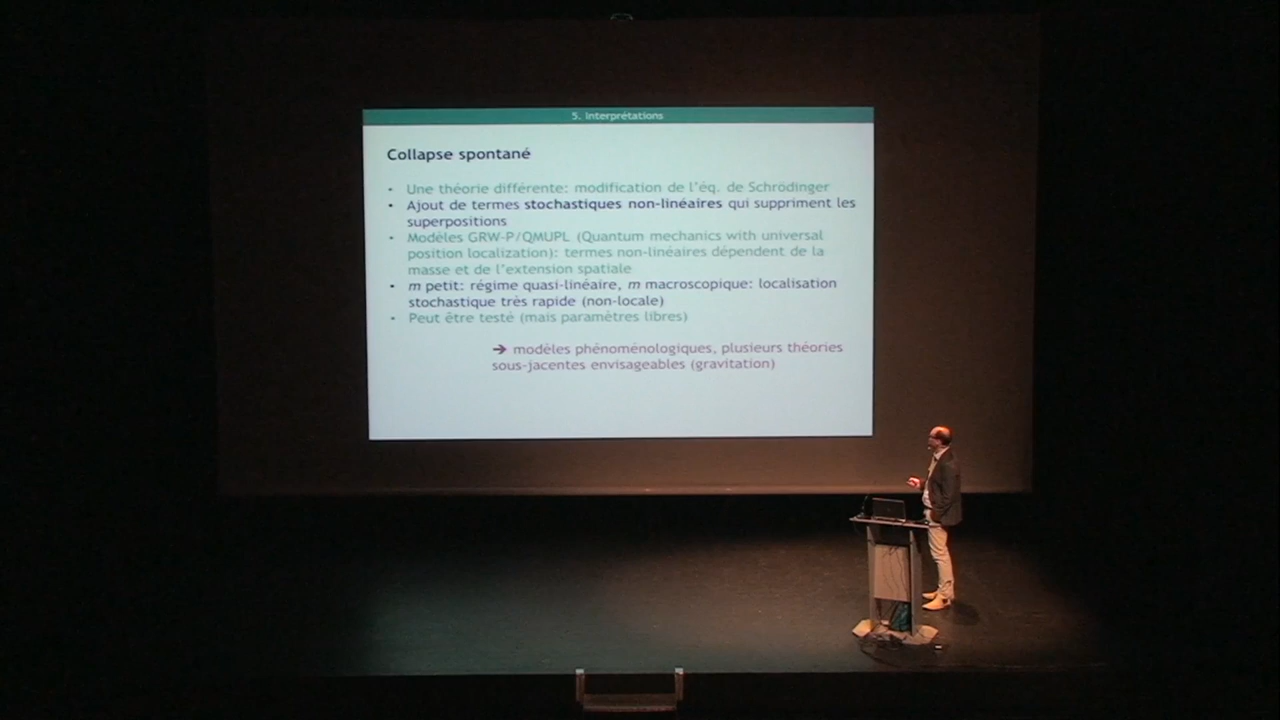 5. Interprétations
Collapse spontané
• Une théorie différente: modification de l'éq. de Schrödinger
• Ajout de termes stochastiques non-linéaires qui suppriment les
superpositions
• Modèles GRW-P/QMUPL (Quantum mechanics with universal
position localization): termes non-linéaires dépendent de la
masse et de l'extension spatiale
• m petit: régime quasi-linéaire, m macroscopique: localisation
stochastique très rapide (non-locale)
• Peut être testé (mais paramètres libres)
➔ modèles phénoménologiques, plusieurs théories
sous-jacentes envisageables (gravitation)